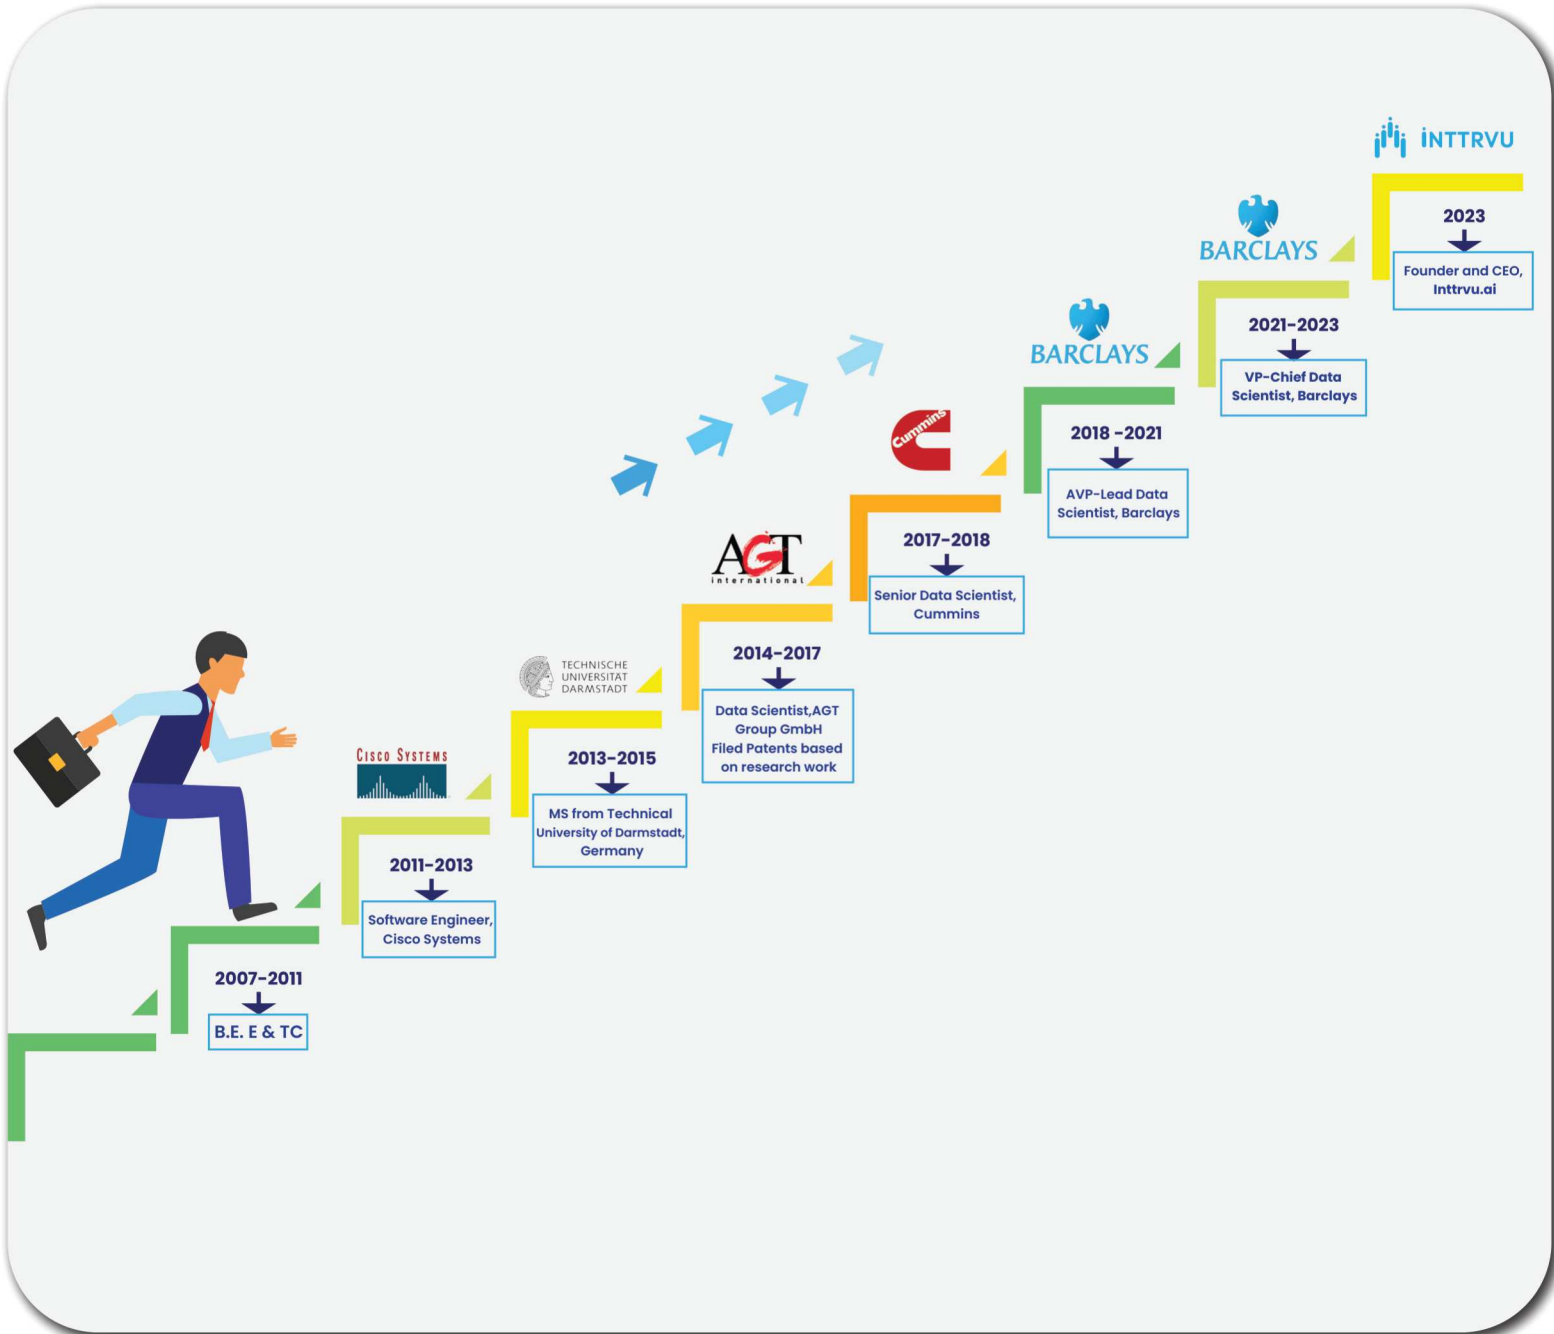 iNTTRVU
2023
Founder and CEO,
Inttrvu.ai
BARCLAYS
2021-2023
VP-Chief Data
Scientist, Barclays
BARCLAYS
2018 -2021
AVP-Lead Data
Scientist, Barclays
Cummins
2017-2018
Senior Data Scientist,
Cummins
AGT
international
2014-2017
Data Scientist,AGT
Group GmbH
Filed Patents based
on research work
TECHNISCHE
UNIVERSITÄT
DARMSTADT
2013-2015
MS from Technical
University of Darmstadt,
Germany
CISCO SYSTEMS
2011-2013
Software Engineer,
Cisco Systems
2007-2011
B.E. E & TC